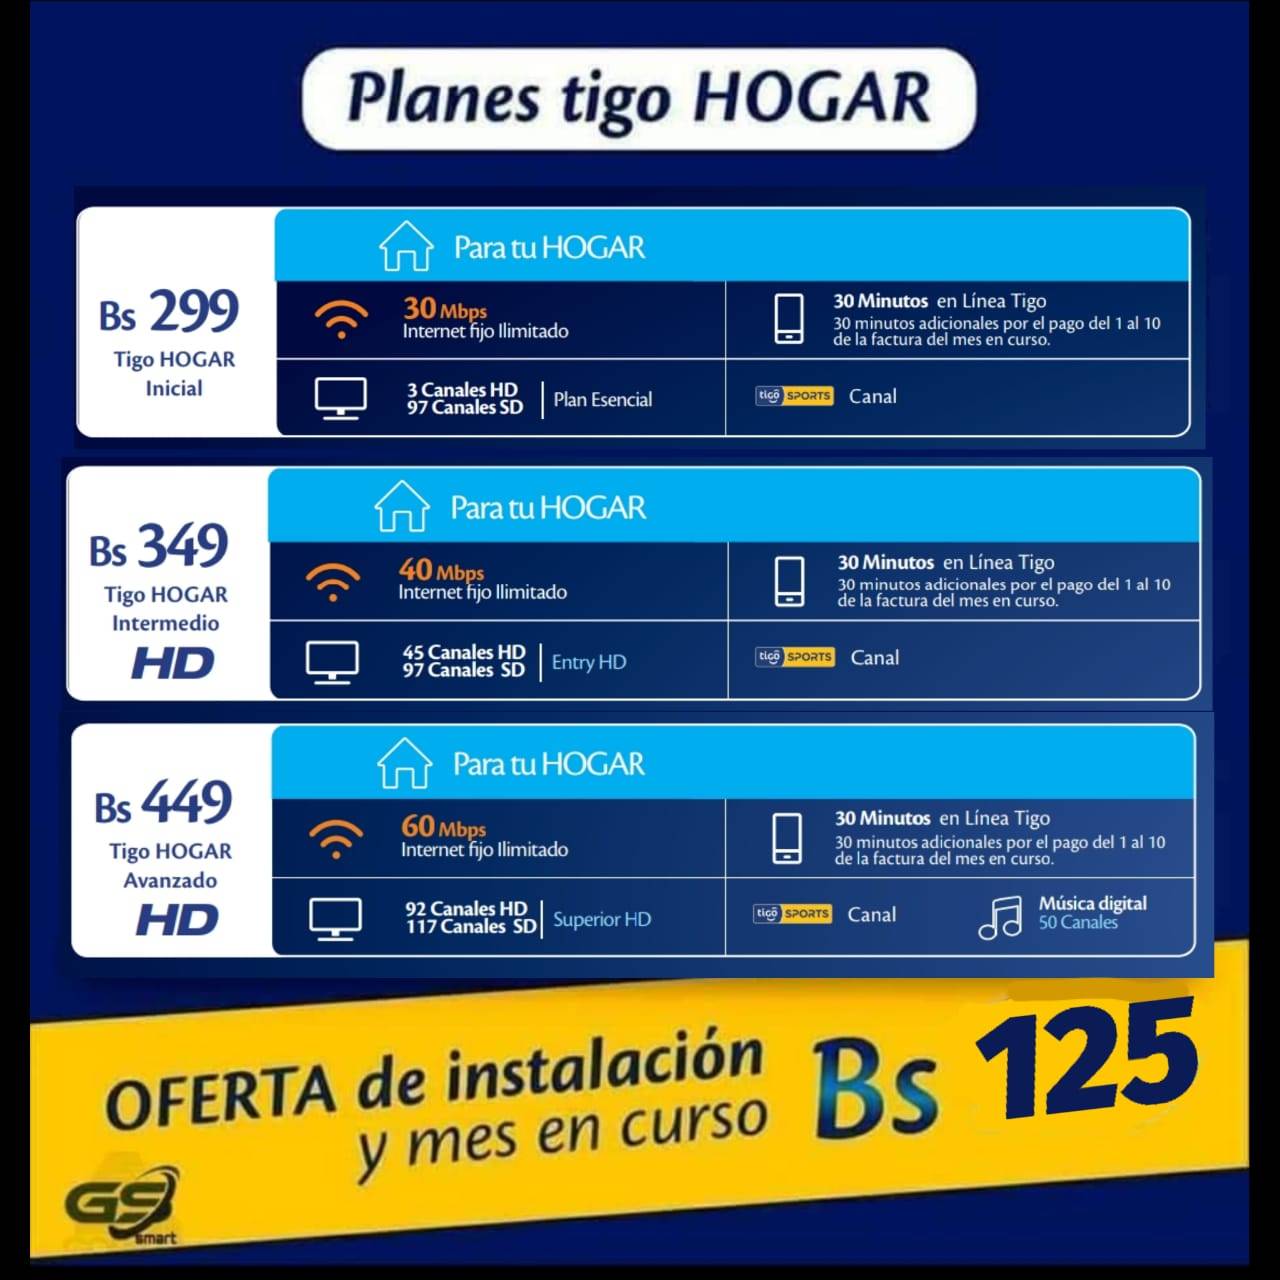 Planes tigo HOGAR
Bs 299
Tigo HOGAR
Inicial
Para tu HOGAR
30 Mbps
Internet fijo Ilimitado
30 Minutos en Línea Tigo
30 minutos adicionales por el pago del 1 al 10
de la factura del mes en curso.
3 Canales HD
97 Canales SD
Plan Esencial
tigo SPORTS Canal
Bs 349
Tigo HOGAR
Intermedio
HD
Para tu HOGAR
40 Mbps
Internet fijo Ilimitado
30 Minutos en Línea Tigo
30 minutos adicionales por el pago del 1 al 10
de la factura del mes en curso.
45 Canales HD
97 Canales SD
Entry HD
tigo SPORTS Canal
Bs 449
Tigo HOGAR
Avanzado
HD
Para tu HOGAR
60 Mbps
Internet fijo Ilimitado
30 Minutos en Línea Tigo
30 minutos adicionales por el pago del 1 al 10
de la factura del mes en curso.
92 Canales HD
117 Canales SD
Superior HD
tigo SPORTS Canal
Música digital
50 Canales
OFERTA de instalación
y mes en curso
Bs 125
GS
smart